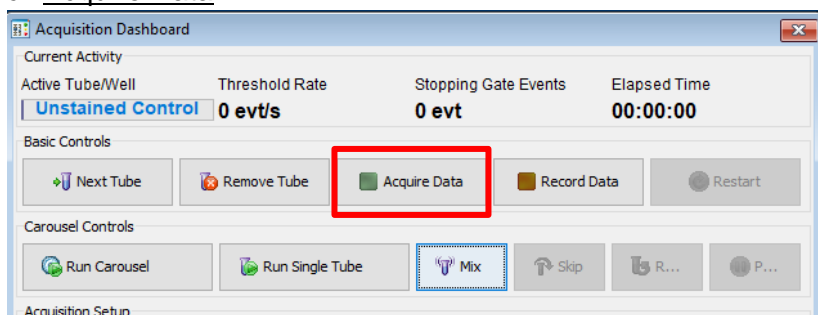 Acquisition Dashboard
Current Activity
Active Tube/Well Threshold Rate Stopping Gate Events Elapsed Time
Unstained Control 0 evt/s 0 evt 00:00:00
Basic Controls
Next Tube Remove Tube Acquire Data Record Data Restart
Carousel Controls
Run Carousel Run Single Tube Mix Skip R... P...
Acquisition Setup